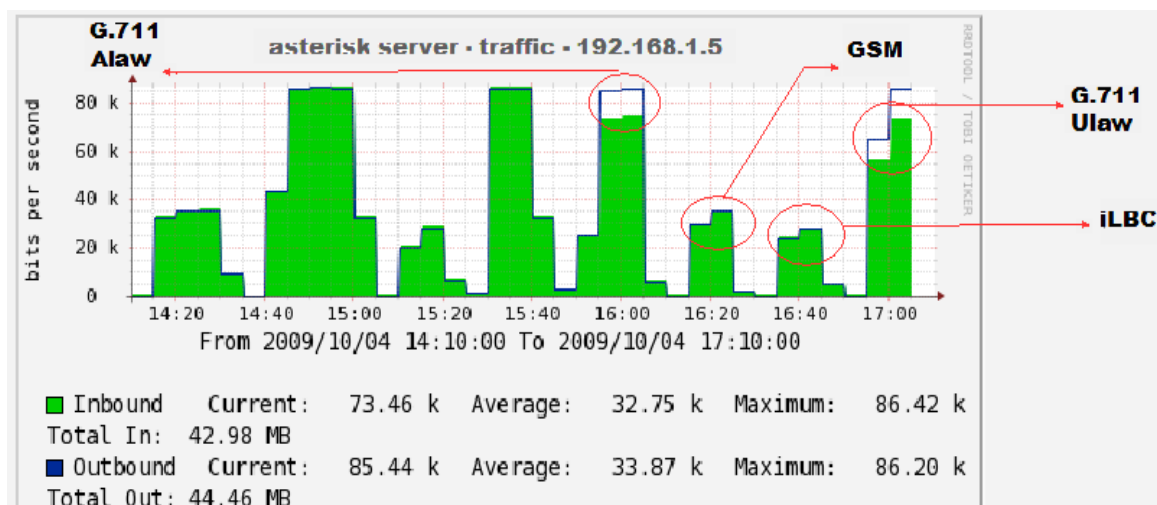 G.711
Alaw
asterisk server - traffic - 192.168.1.5
GSM
RRDTOOL / TOBI OETIKER
G.711
Ulaw
iLBC
bits per second
80 k
60 k
40 k
20 k
0
14:20 14:40 15:00 15:20 15:40 16:00 16:20 16:40 17:00
From 2009/10/04 14:10:00 To 2009/10/04 17:10:00
Inbound Current: 73.46 k Average: 32.75 k Maximum: 86.42 k
Total In: 42.98 MB
Outbound Current: 85.44 k Average: 33.87 k Maximum: 86.20 k
Total Out: 44.46 MB